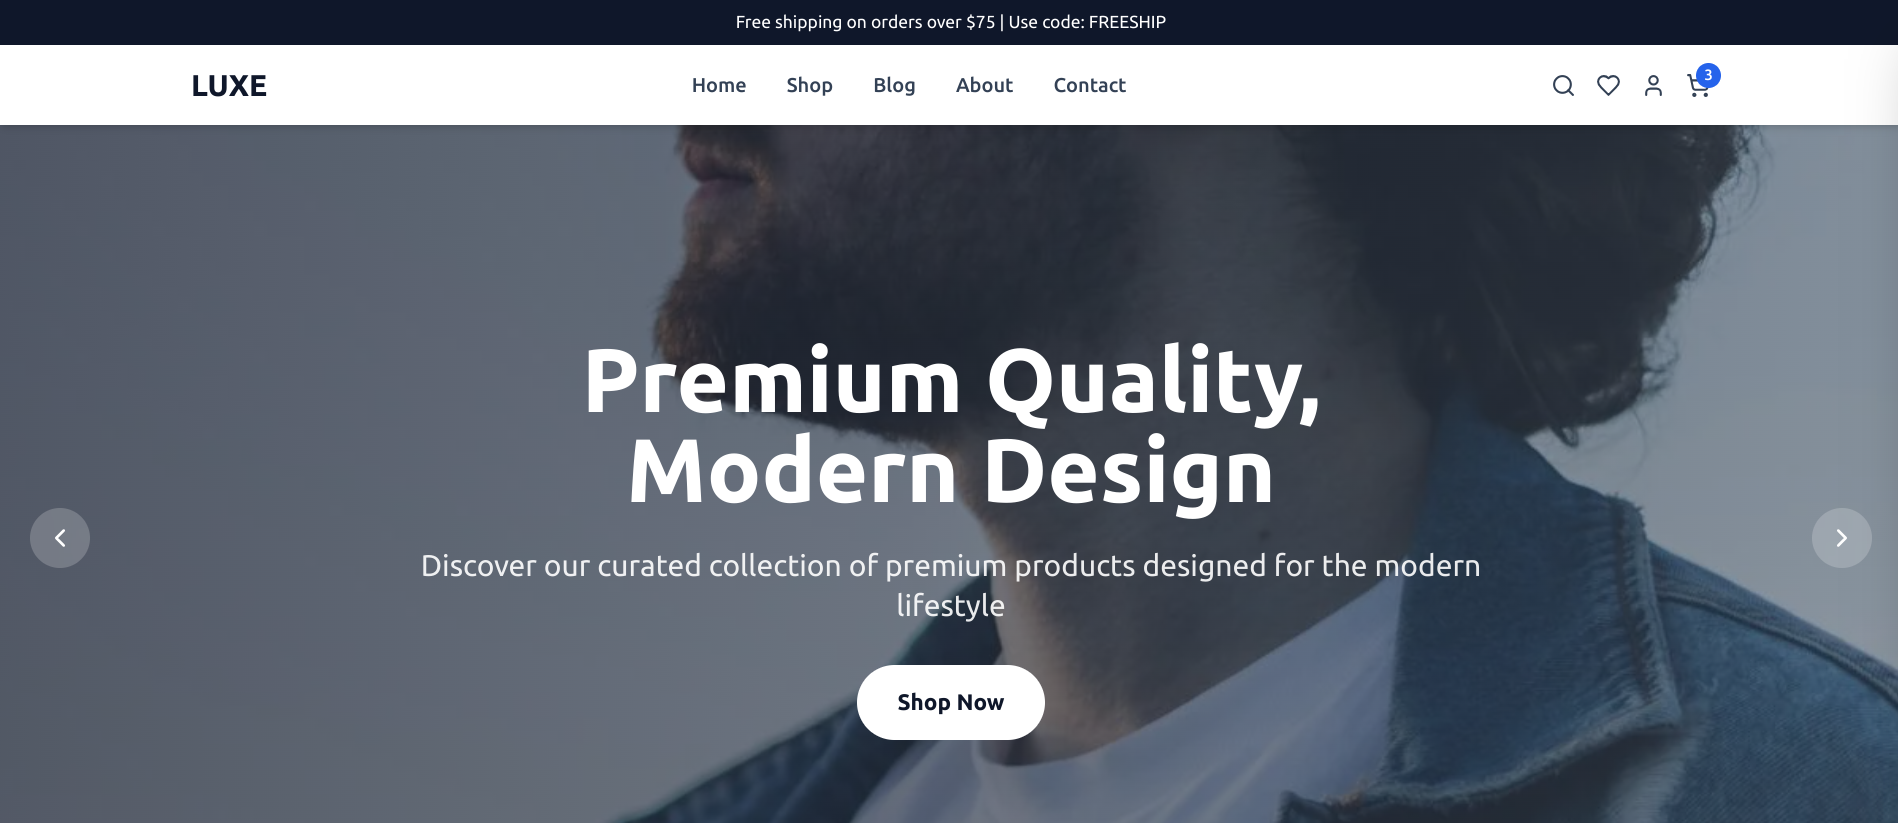 Free shipping on orders over $75 | Use code: FREESHIP
LUXE
Home
Shop
Blog
About
Contact
3
Premium Quality,
Modern Design
Discover our curated collection of premium products designed for the modern
lifestyle
Shop Now